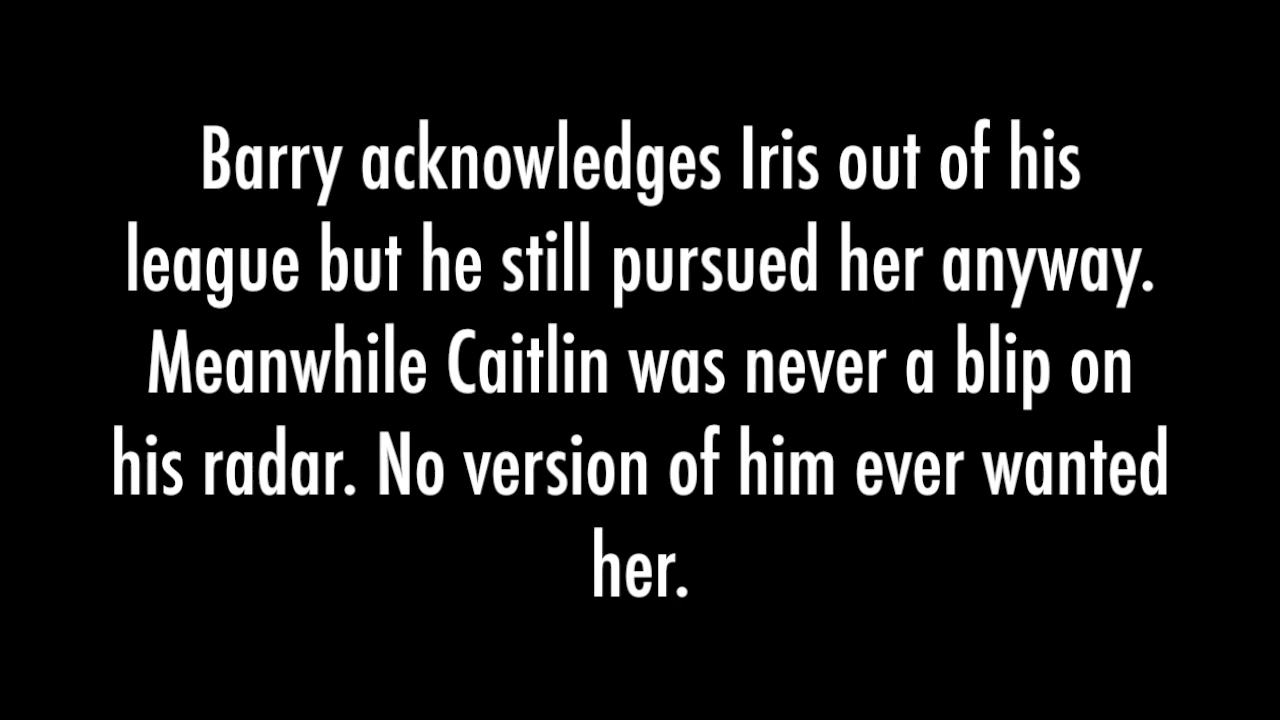 Barry acknowledges Iris out of his
league but he still pursued her anyway.
Meanwhile Caitlin was never a blip on
his radar. No version of him ever wanted
her.